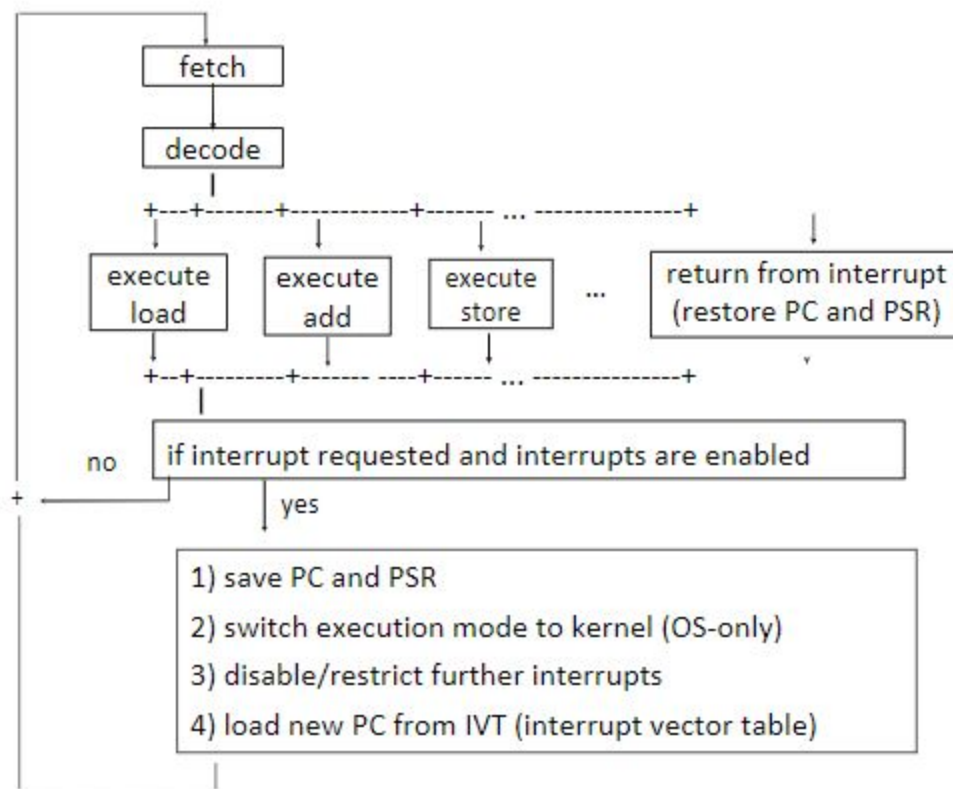 fetch
decode
+---+-------+------------+------- ... ---------------+
execute
load
execute
add
execute
store
...
return from interrupt
(restore PC and PSR)
+--+---------+------- ----+------ ... ---------------+
no
if interrupt requested and interrupts are enabled
+
yes
1) save PC and PSR
2) switch execution mode to kernel (OS-only)
3) disable/restrict further interrupts
4) load new PC from IVT (interrupt vector table)